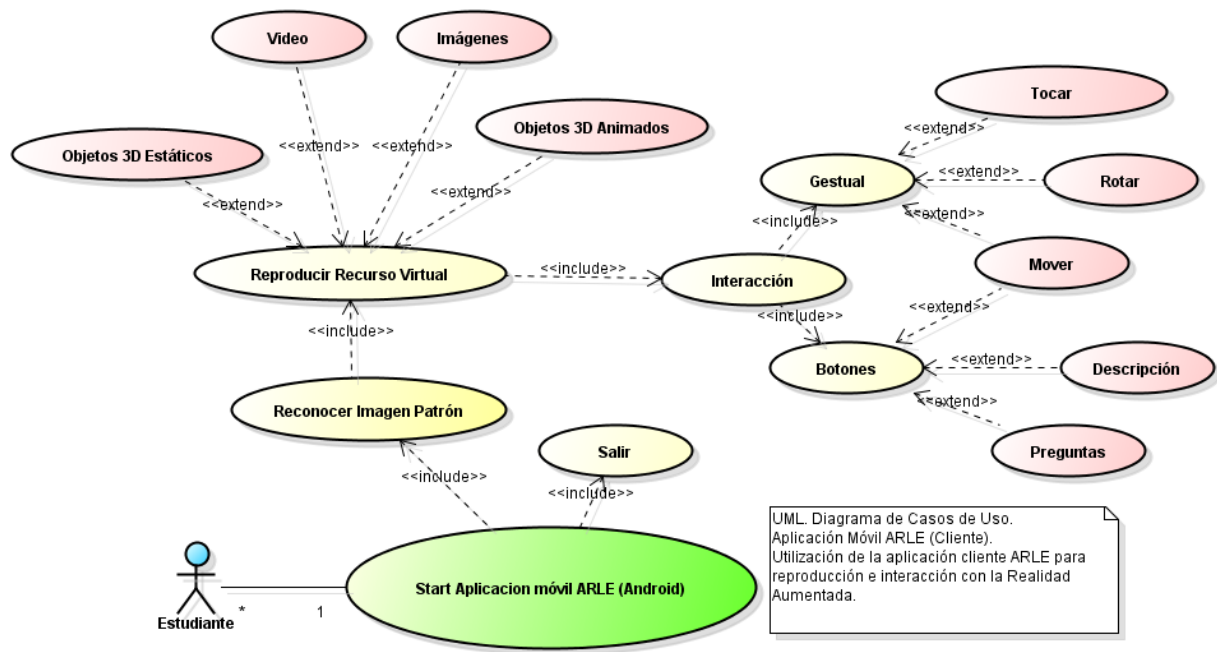 Video
Imágenes
Tocar
Objetos 3D Estáticos
<<extend>>
<<extend>>
Objetos 3D Animados
<<extend>>
<<extend>>
<<extend>>
Gestual
<<extend>>
Rotar
<<include>>
<<extend>>
Reproducir Recurso Virtual
<<include>>
Interacción
Mover
<<include>>
<<extend>>
<<include>>
Botones
<<extend>>
Descripción
Reconocer Imagen Patrón
<<extend>>
Salir
Preguntas
<<include>>
<<include>>
Start Aplicacion móvil ARLE (Android)
Estudiante
*
1
UML. Diagrama de Casos de Uso.
Aplicación Móvil ARLE (Cliente).
Utilización de la aplicación cliente ARLE para
reproducción e interacción con la Realidad
Aumentada.